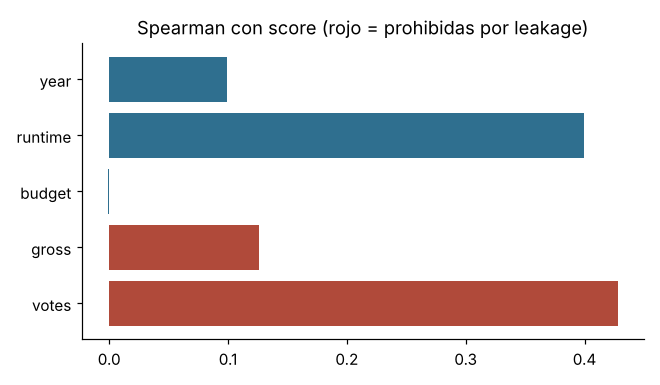 Spearman con score (rojo = prohibidas por leakage)
year
runtime
budget
gross
votes
0.0 0.1 0.2 0.3 0.4